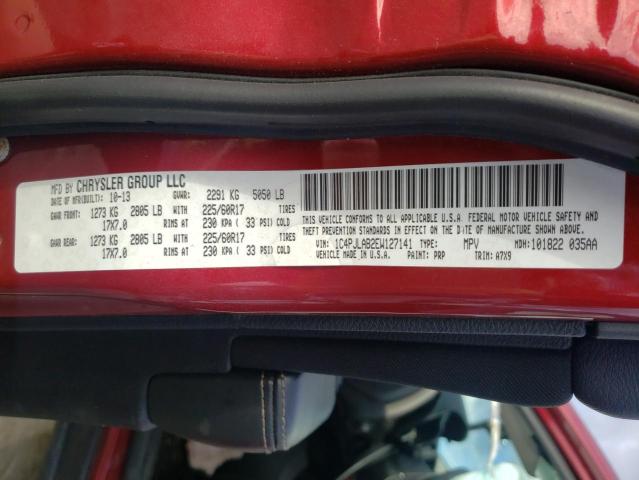 MFD BY CHRYSLER GROUP LLC
DATE OF MFR(BUILT): 10-13 GVWR: 2291 KG 5050 LB
GAWR FRONT: 1273 KG 2805 LB WITH 225/60R17 TIRES
17X7.0 RIMS AT 230 KPA ( 33 PSI) COLD
GAWR REAR: 1273 KG 2805 LB WITH 225/60R17 TIRES
17X7.0 RIMS AT 230 KPA ( 33 PSI) COLD
THIS VEHICLE CONFORMS TO ALL APPLICABLE U.S.A. FEDERAL MOTOR VEHICLE SAFETY AND
THEFT PREVENTION STANDARDS IN EFFECT ON THE DATE OF MANUFACTURE SHOWN ABOVE.
VIN: 1C4PJLAB2EW127141 TYPE: MPV MDH:101822 035AA
VEHICLE MADE IN U.S.A. PAINT: PRP TRIM: A7X9